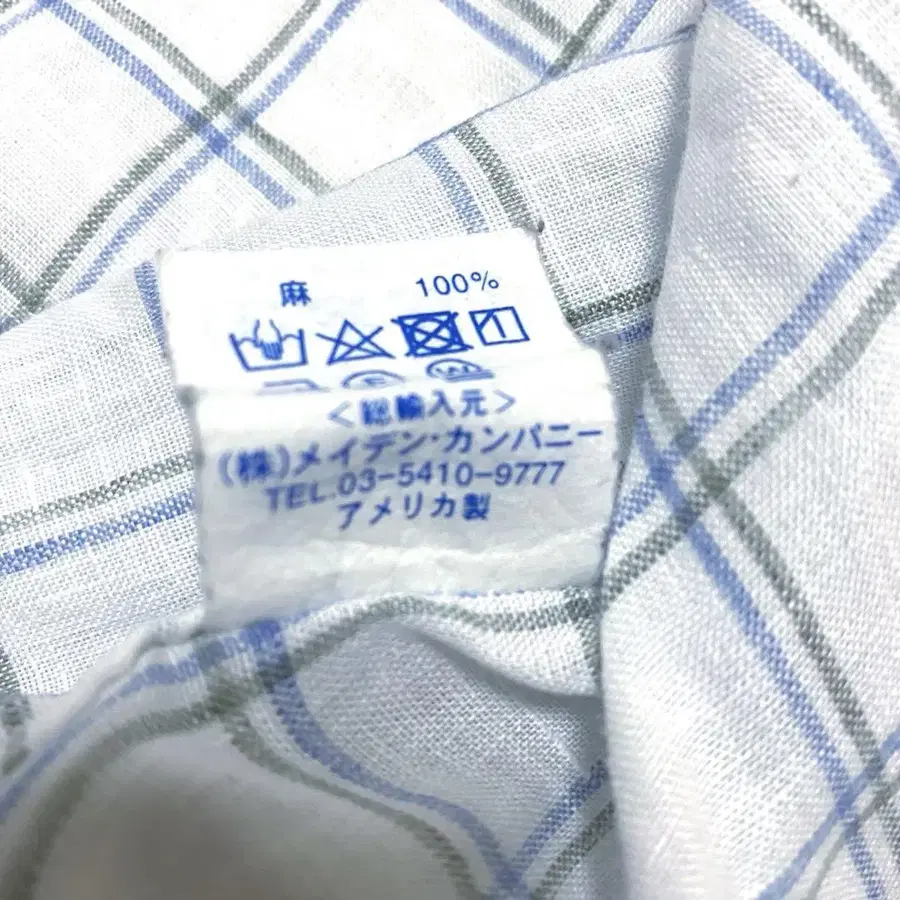 麻 100%
<総輸入元>
(株)メイデン・カンパニー
TEL.03-5410-9777
アメリカ製